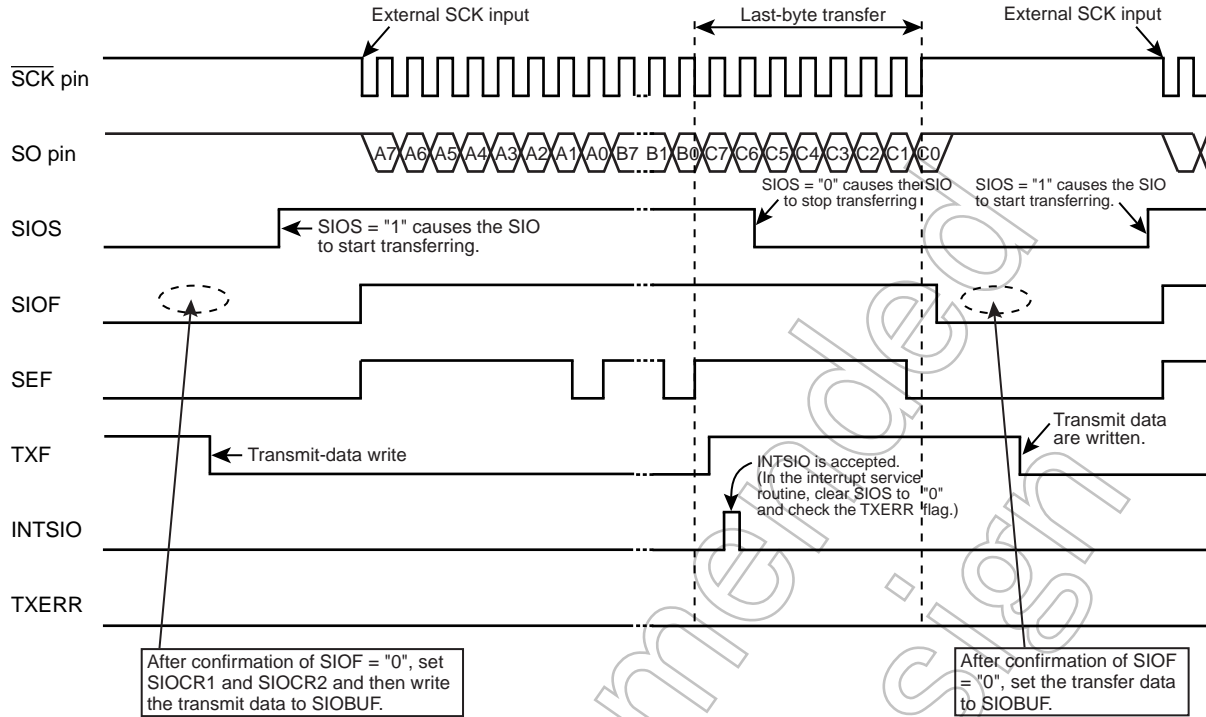 External SCK input
Last-byte transfer
External SCK input
SCK pin
SO pin
A7 A6 A5 A4 A3 A2 A1 A0 B7 B1 B0 C7 C6 C5 C4 C3 C2 C1 C0
SIOS = "0" causes the SIO
to stop transferring
SIOS = "1" causes the SIO
to start transferring.
SIOS
SIOS = "1" causes the SIO
to start transferring.
SIOF
SEF
TXF
Transmit-data write
Transmit data
are written.
INTSIO is accepted.
(In the interrupt service
routine, clear SIOS to "0"
and check the TXERR flag.)
INTSIO
TXERR
After confirmation of SIOF = "0", set
SIOCR1 and SIOCR2 and then write
the transmit data to SIOBUF.
After confirmation of SIOF
= "0", set the transfer data
to SIOBUF.
mended
sign